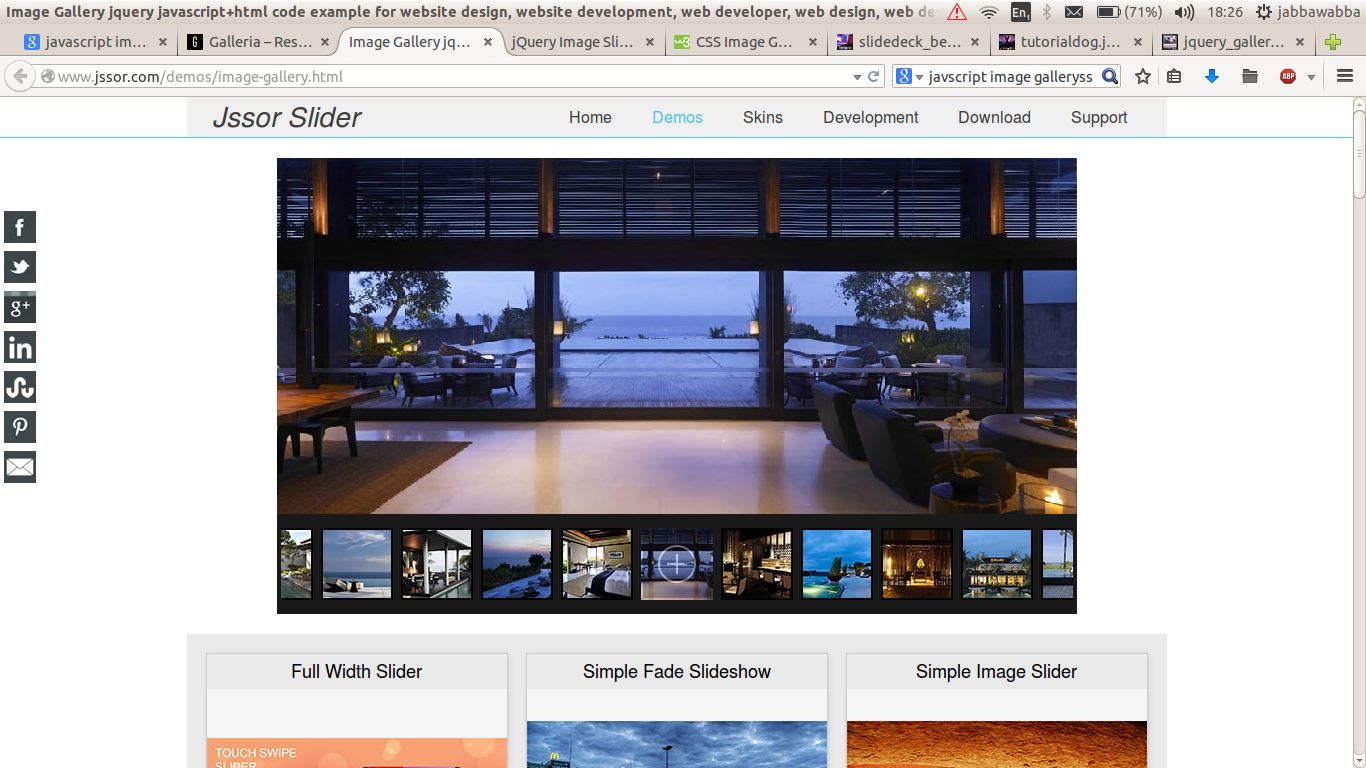 Image Gallery jquery javascript+html code example for website design, website development, web developer, web design, web de
En1
(71%)
18:26
jabbawabba
javascript im...
Galleria – Res...
Image Gallery jq...
jQuery Image Sli...
CSS Image G...
slidedeck_be...
tutorialdog.j...
jquery_galler...
www.jssor.com/demos/image-gallery.html
javscript image galleryss
ABP
Jssor Slider
Home
Demos
Skins
Development
Download
Support
Full Width Slider
Simple Fade Slideshow
Simple Image Slider
TOUCH SWIPE
SLIDER